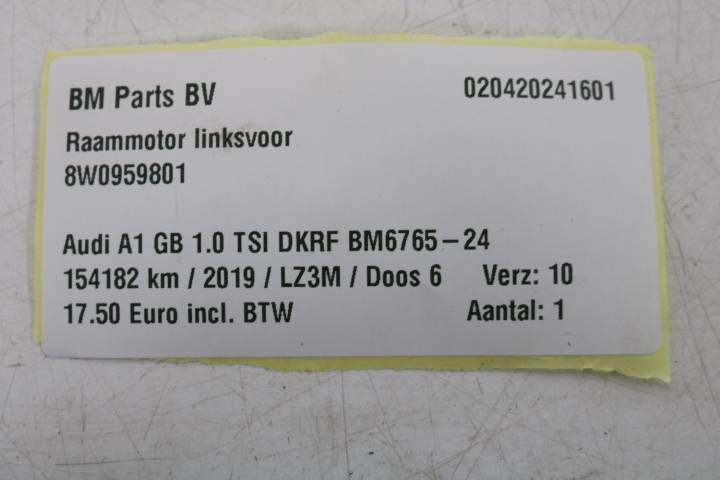 BM Parts BV 020420241601
Raammotor linksvoor
8W0959801
Audi A1 GB 1.0 TSI DKRF BM6765-24
154182 km / 2019 / LZ3M / Doos 6 Verz: 10
17.50 Euro incl. BTW Aantal: 1